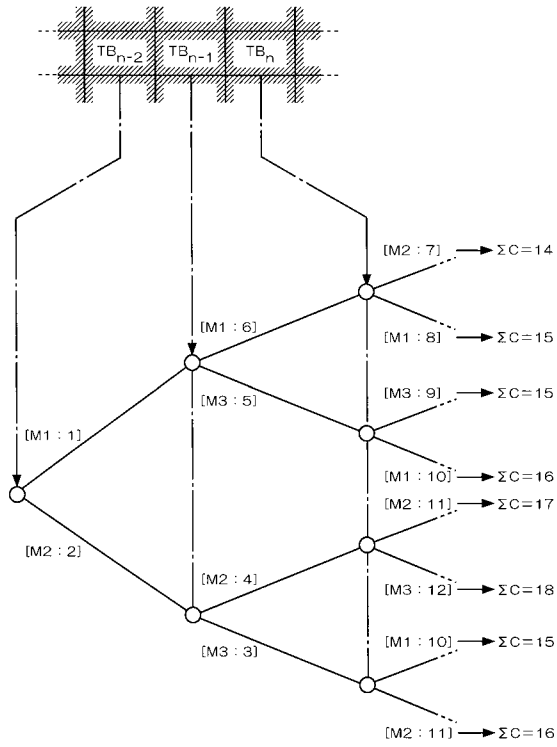 TBn-2 TBn-1 TBn
[M2:7] ΣC=14
[M1:6]
[M1:8] ΣC=15
[M3:5]
[M3:9] ΣC=15
[M1:1]
[M1:10] ΣC=16
[M2:11] ΣC=17
[M2:2]
[M2:4]
[M3:12] ΣC=18
[M1:10] ΣC=15
[M3:3]
[M2:11] ΣC=16